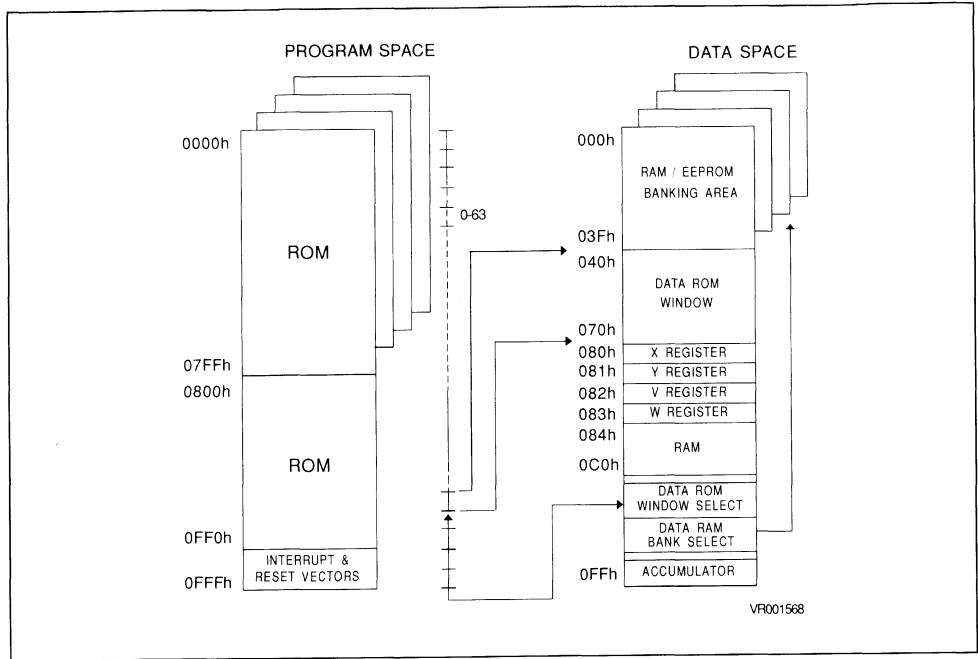 PROGRAM SPACE
0000h
ROM
07FFh
0800h
ROM
0FF0h
INTERRUPT &
RESET VECTORS
0FFFh
0-63
DATA SPACE
000h
RAM / EEPROM
BANKING AREA
03Fh
040h
DATA ROM
WINDOW
070h
080h
X REGISTER
081h
Y REGISTER
082h
V REGISTER
083h
W REGISTER
084h
RAM
0C0h
DATA ROM
WINDOW SELECT
DATA RAM
BANK SELECT
0FFh
ACCUMULATOR
VR001568